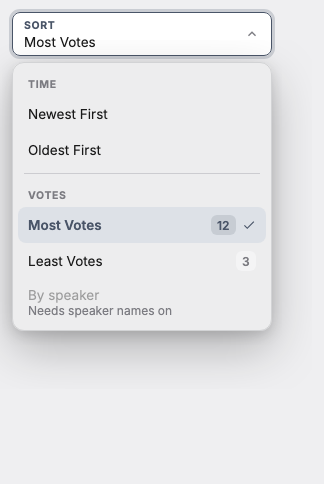 SORT
Most Votes
TIME
Newest First
Oldest First
VOTES
Most Votes 12
Least Votes 3
By speaker
Needs speaker names on